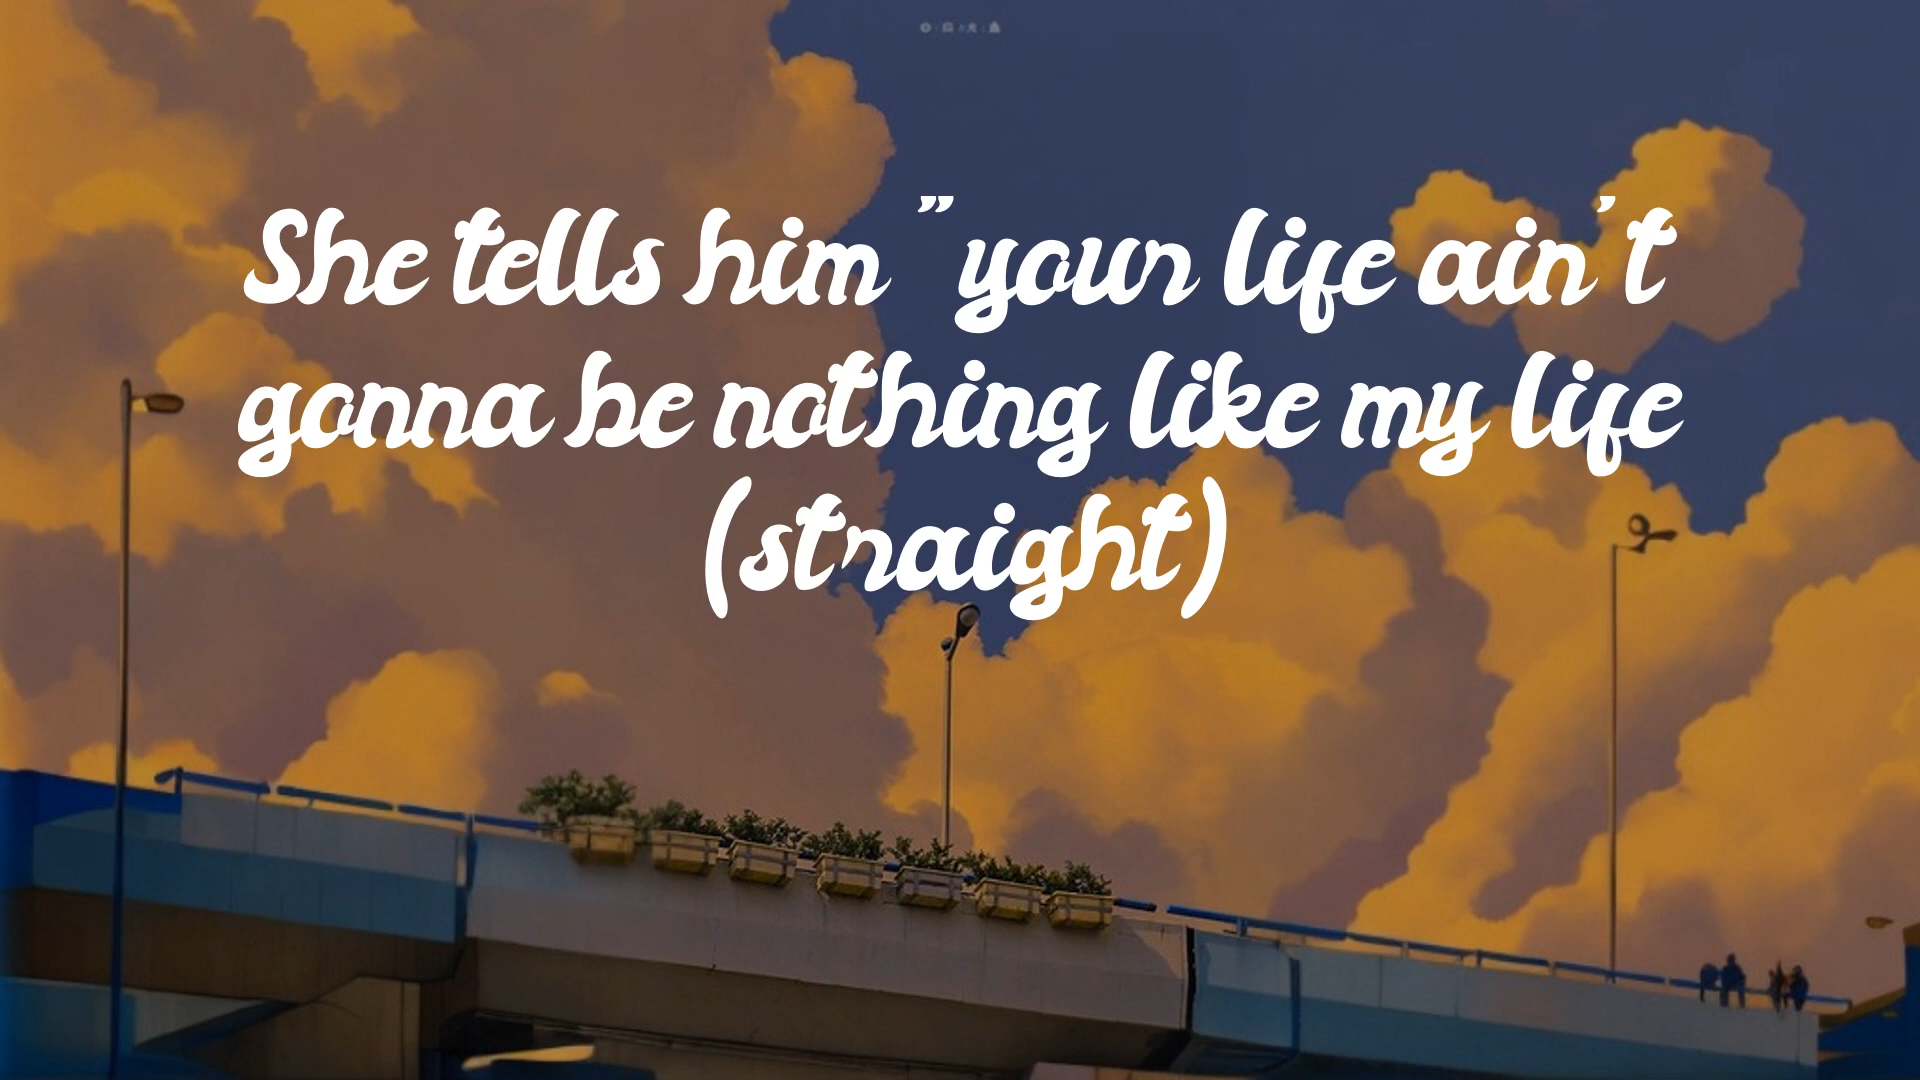 She tells him "your life ain't
gonna be nothing like my life
(straight)